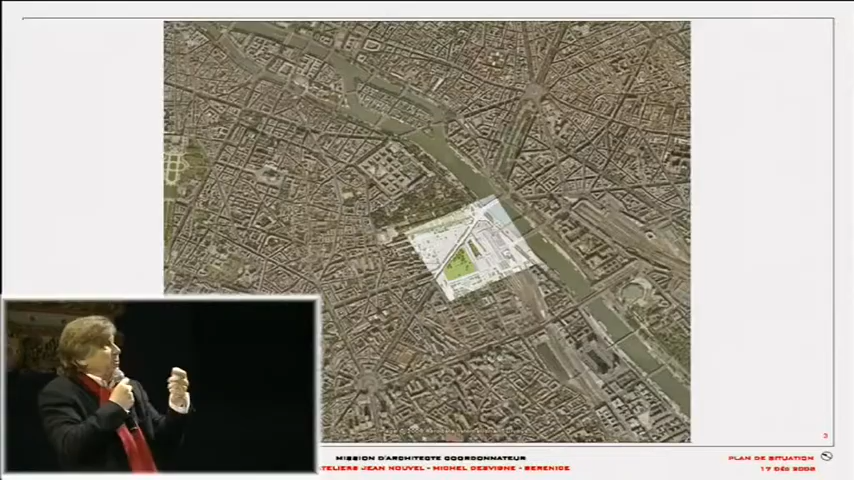 3
MISSION D'ARCHITECTE COORDONNATEUR
TELIERS JEAN NOUVEL - MICHEL DESVIGNE - BERENICE
PLAN DE SITUATION
17 DÉC 2008